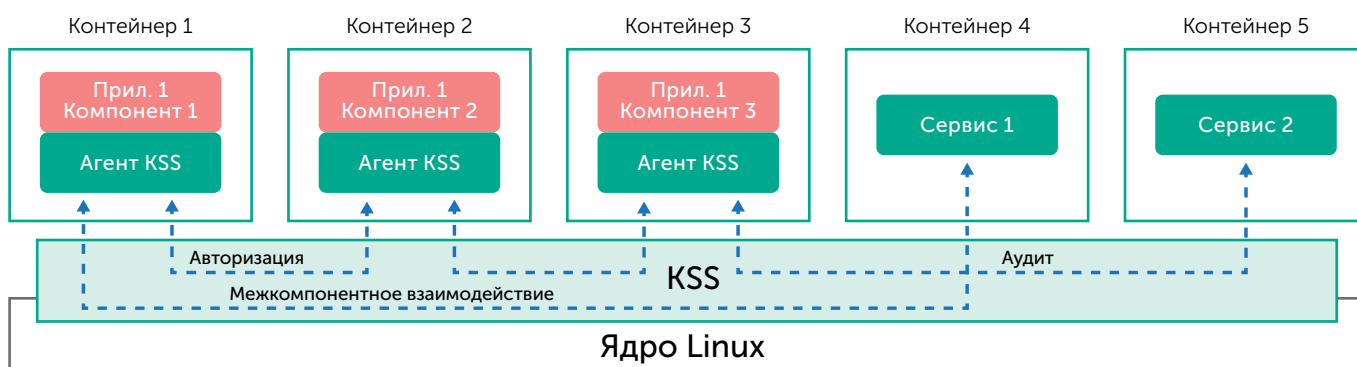 Контейнер 1
Контейнер 2
Контейнер 3
Контейнер 4
Контейнер 5
Прил. 1
Компонент 1
Агент KSS
Прил. 1
Компонент 2
Агент KSS
Прил. 1
Компонент 3
Агент KSS
Сервис 1
Сервис 2
Авторизация
Аудит
KSS
Межкомпонентное взаимодействие
Ядро Linux